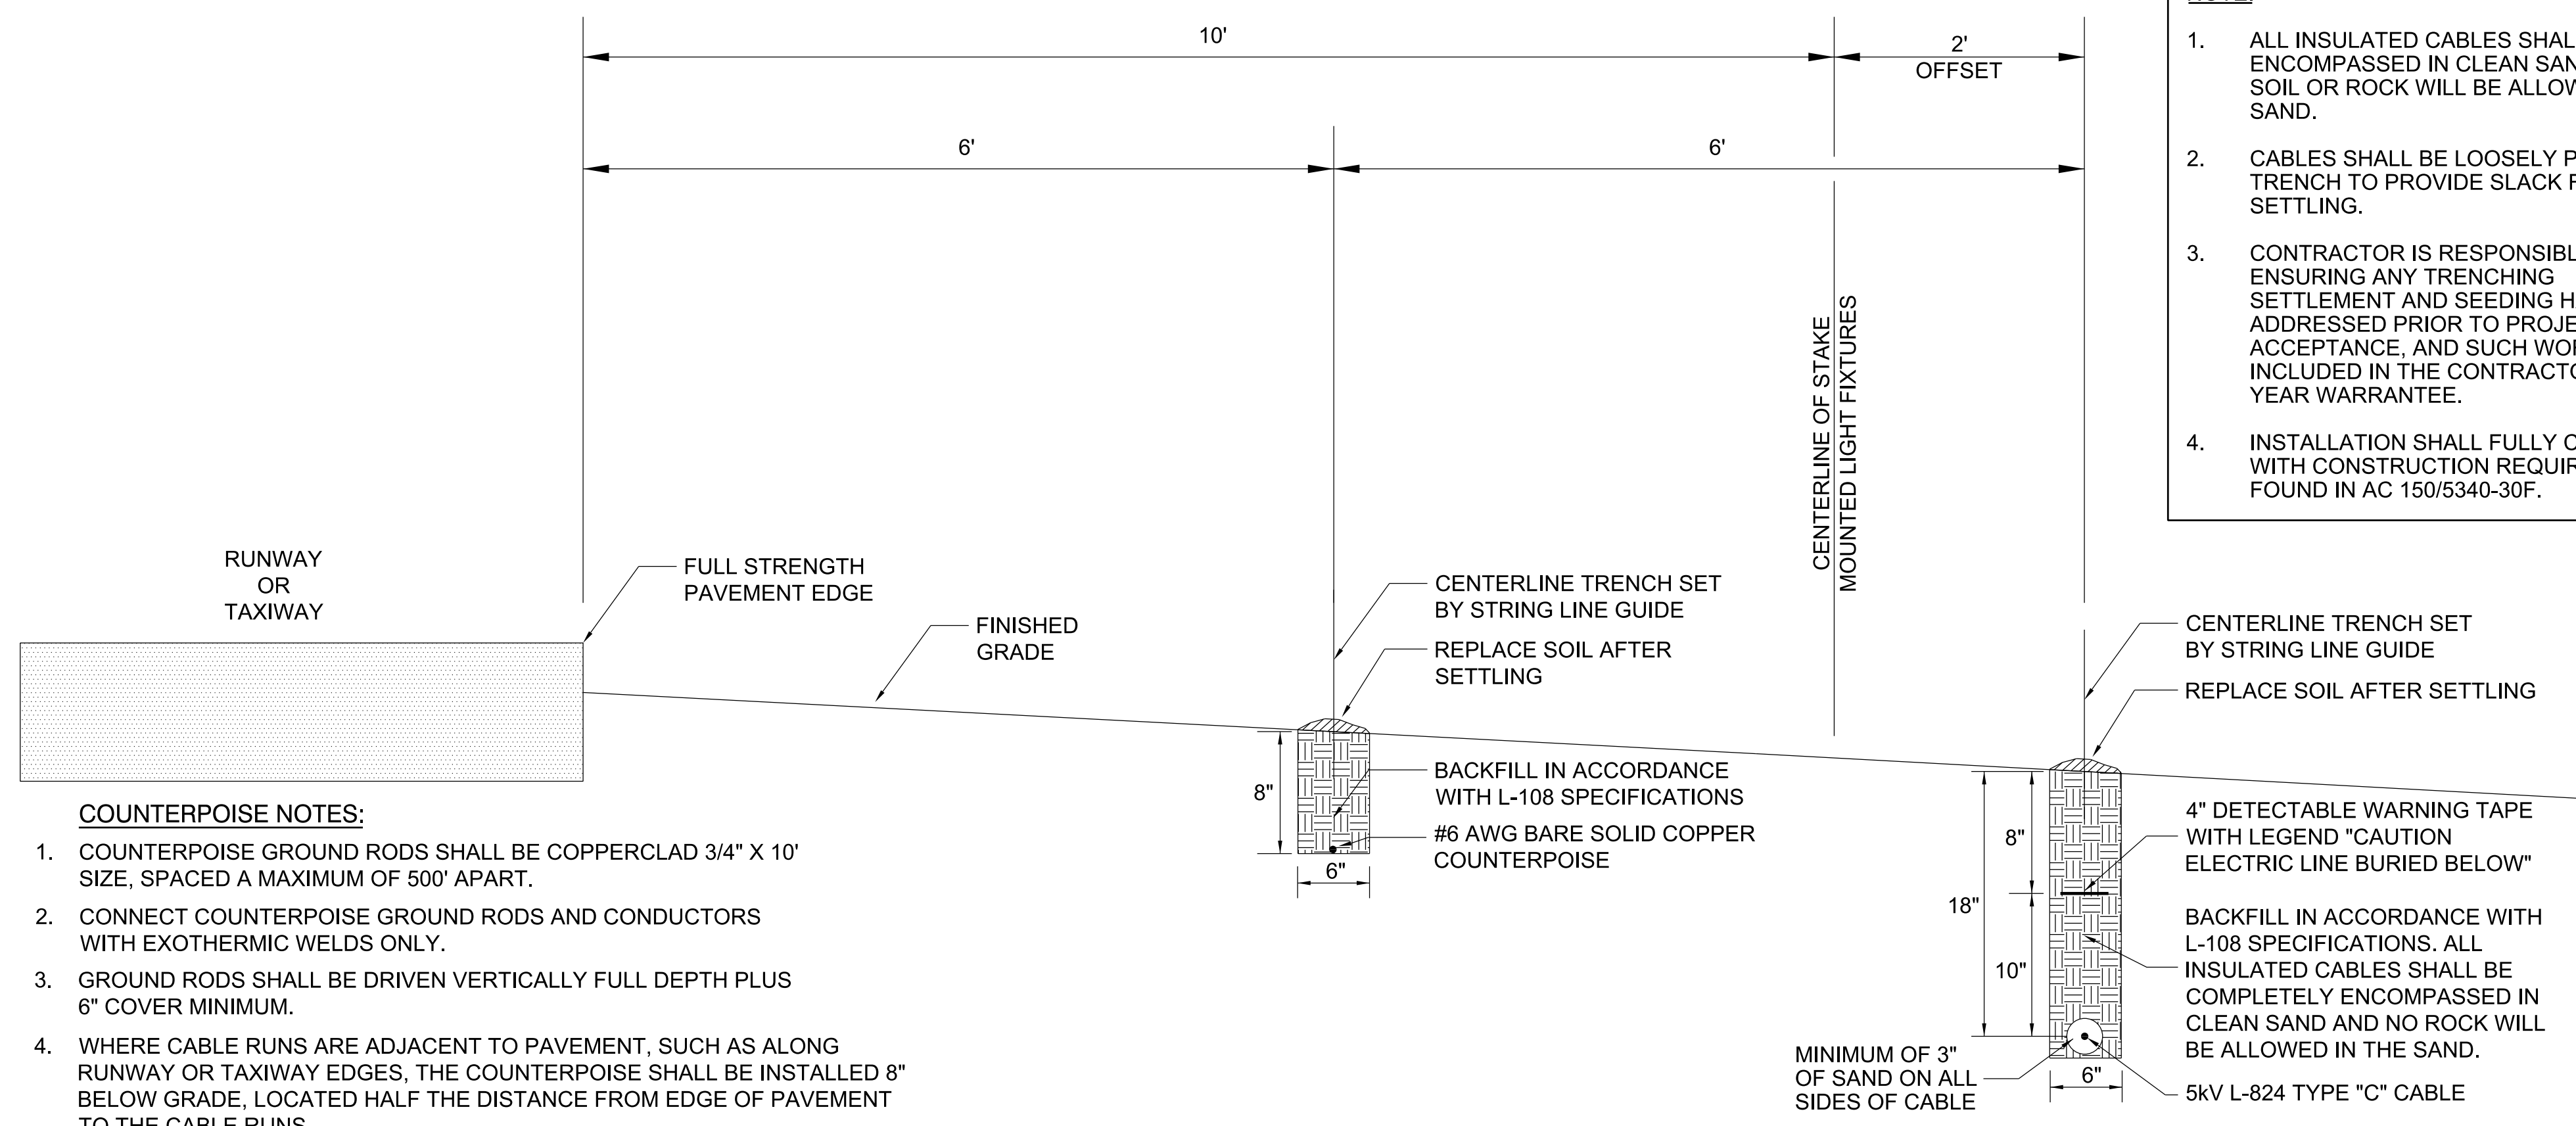 10'
2'
OFFSET
6'
6'
CENTERLINE OF STAKE
MOUNTED LIGHT FIXTURES
1. ALL INSULATED CABLES
ENCOMPASSED IN CLEAN
SOIL OR ROCK WILL BE
SAND.
2. CABLES SHALL BE LOOSELY
TRENCH TO PROVIDE SLACK
SETTLING.
3. CONTRACTOR IS
ENSURING ANY TRENCHING
SETTLEMENT AND SEEDING
ADDRESSED PRIOR TO
ACCEPTANCE, AND SUCH
INCLUDED IN THE
YEAR WARRANTEE.
4. INSTALLATION SHALL FULLY
WITH CONSTRUCTION
FOUND IN AC 150/5340-30F.
RUNWAY
OR
TAXIWAY
FULL STRENGTH
PAVEMENT EDGE
FINISHED
GRADE
CENTERLINE TRENCH SET
BY STRING LINE GUIDE
REPLACE SOIL AFTER
SETTLING
8"
BACKFILL IN ACCORDANCE
WITH L-108 SPECIFICATIONS
#6 AWG BARE SOLID COPPER
COUNTERPOISE
6"
CENTERLINE TRENCH SET
BY STRING LINE GUIDE
REPLACE SOIL AFTER SETTLING
8"
18"
10"
4" DETECTABLE WARNING TAPE
WITH LEGEND "CAUTION
ELECTRIC LINE BURIED BELOW"
BACKFILL IN ACCORDANCE WITH
L-108 SPECIFICATIONS. ALL
INSULATED CABLES SHALL BE
COMPLETELY ENCOMPASSED IN
CLEAN SAND AND NO ROCK WILL
BE ALLOWED IN THE SAND.
MINIMUM OF 3"
OF SAND ON ALL
SIDES OF CABLE
6"
5kV L-824 TYPE "C" CABLE
COUNTERPOISE NOTES:
1. COUNTERPOISE GROUND RODS SHALL BE COPPERCLAD 3/4" X 10'
SIZE, SPACED A MAXIMUM OF 500' APART.
2. CONNECT COUNTERPOISE GROUND RODS AND CONDUCTORS
WITH EXOTHERMIC WELDS ONLY.
3. GROUND RODS SHALL BE DRIVEN VERTICALLY FULL DEPTH PLUS
6" COVER MINIMUM.
4. WHERE CABLE RUNS ARE ADJACENT TO PAVEMENT, SUCH AS ALONG
RUNWAY OR TAXIWAY EDGES, THE COUNTERPOISE SHALL BE INSTALLED 8"
BELOW GRADE, LOCATED HALF THE DISTANCE FROM EDGE OF PAVEMENT
TO THE CABLE RUNS